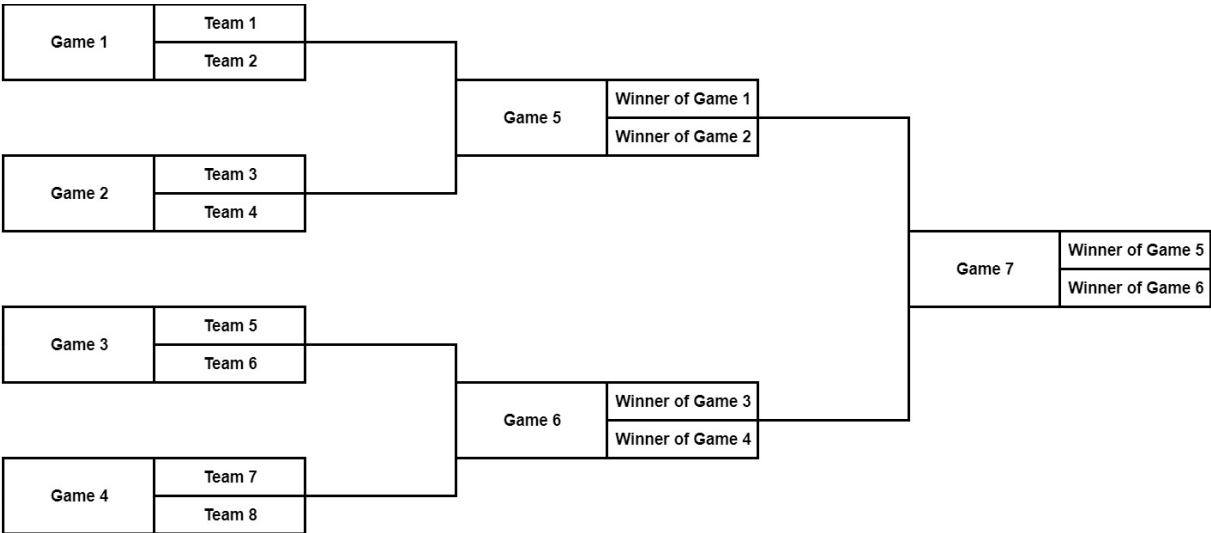 Game 1
Team 1
Team 2
Game 2
Team 3
Team 4
Game 3
Team 5
Team 6
Game 4
Team 7
Team 8
Game 5
Winner of Game 1
Winner of Game 2
Game 6
Winner of Game 3
Winner of Game 4
Game 7
Winner of Game 5
Winner of Game 6